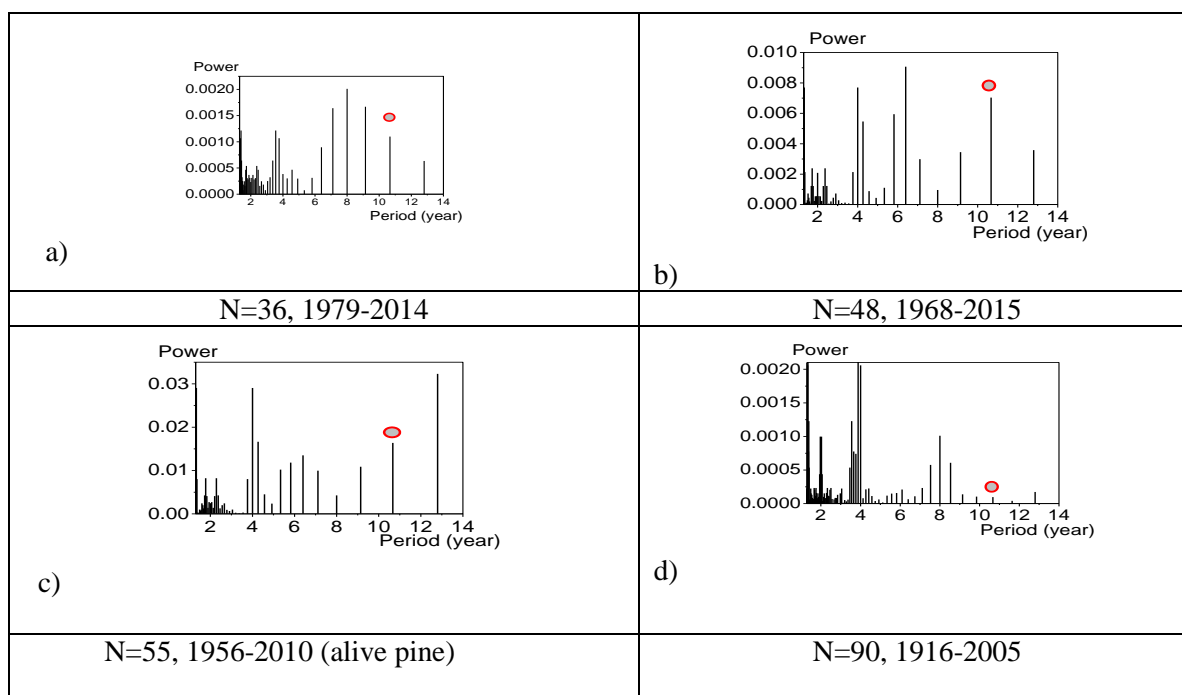 Power
0.0020
0.0015
0.0010
0.0005
0.0000
2 4 6 8 10 12 14
Period (year)
a)
N=36, 1979-2014
Power
0.010
0.008
0.006
0.004
0.002
0.000
2 4 6 8 10 12 14
Period (year)
b)
N=48, 1968-2015
Power
0.03
0.02
0.01
0.00
2 4 6 8 10 12 14
Period (year)
c)
N=55, 1956-2010 (alive pine)
Power
0.0020
0.0015
0.0010
0.0005
0.0000
2 4 6 8 10 12 14
Period (year)
d)
N=90, 1916-2005